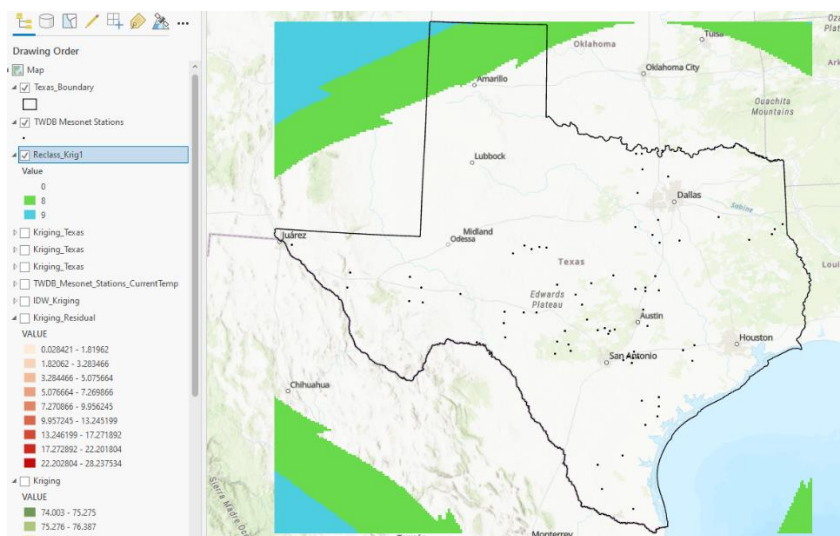 Drawing Order
Map
Texas_Boundary
TWDB Mesonet Stations
Reclass_Krig1
Value
0
8
9
Kriging_Texas
Kriging_Texas
Kriging_Texas
TWDB_Mesonet_Stations_CurrentTemp
IDW_Kriging
Kriging_Residual
VALUE
0.028421 - 1.81962
1.82062 - 3.283466
3.284466 - 5.075664
5.076664 - 7.269866
7.270866 - 9.956245
9.957245 - 13.245199
13.246199 - 17.271892
17.272892 - 22.201804
22.202804 - 28.237534
Kriging
VALUE
74.003 - 75.275
75.276 - 76.387
Oklahoma
Tulsa
Oklahoma City
Amarillo
Ouachita
Mountains
Lubbock
Dallas
Sabine
Juárez
Midland
Odessa
Texas
Edwards
Plateau
Austin
Houston
San Antonio
Chihuahua
Sierra Madre
Monterrey